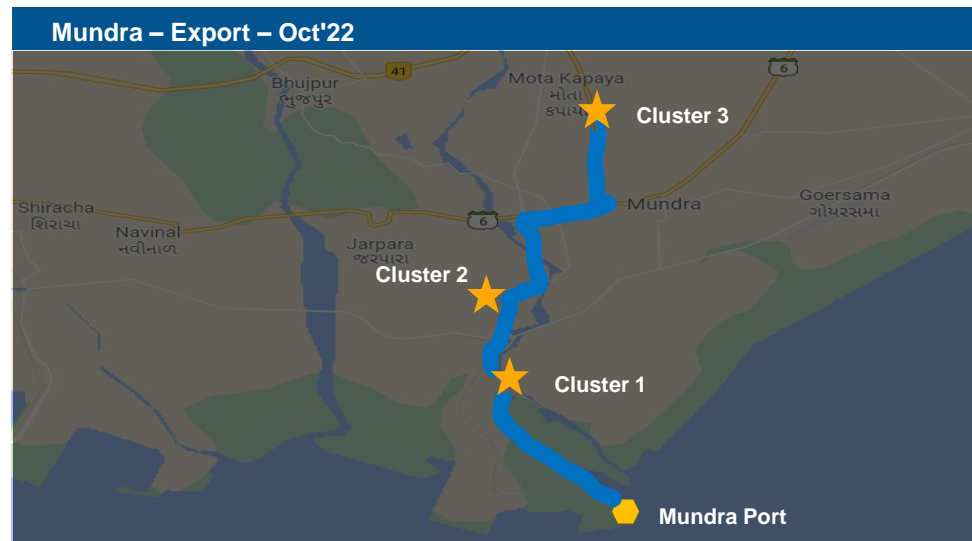 Mundra – Export – Oct'22
41
6
Bhujpur
ભુજપુર
Mota Kapaya
મોતા
કપાયા
Cluster 3
Shiracha
શિરાચા
Navinal
નવીનાળ
6
Mundra
Goersama
ગોયરસમા
Jarpara
જરપારા
Cluster 2
Cluster 1
Mundra Port